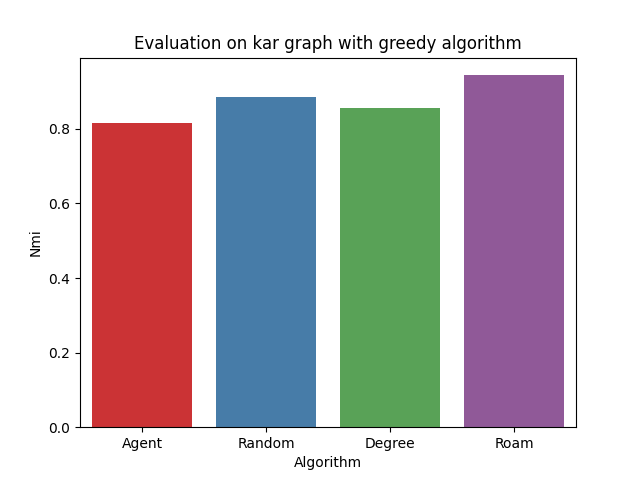 Evaluation on kar graph with greedy algorithm
Nmi
0.8
0.6
0.4
0.2
0.0
Agent Random Degree Roam
Algorithm